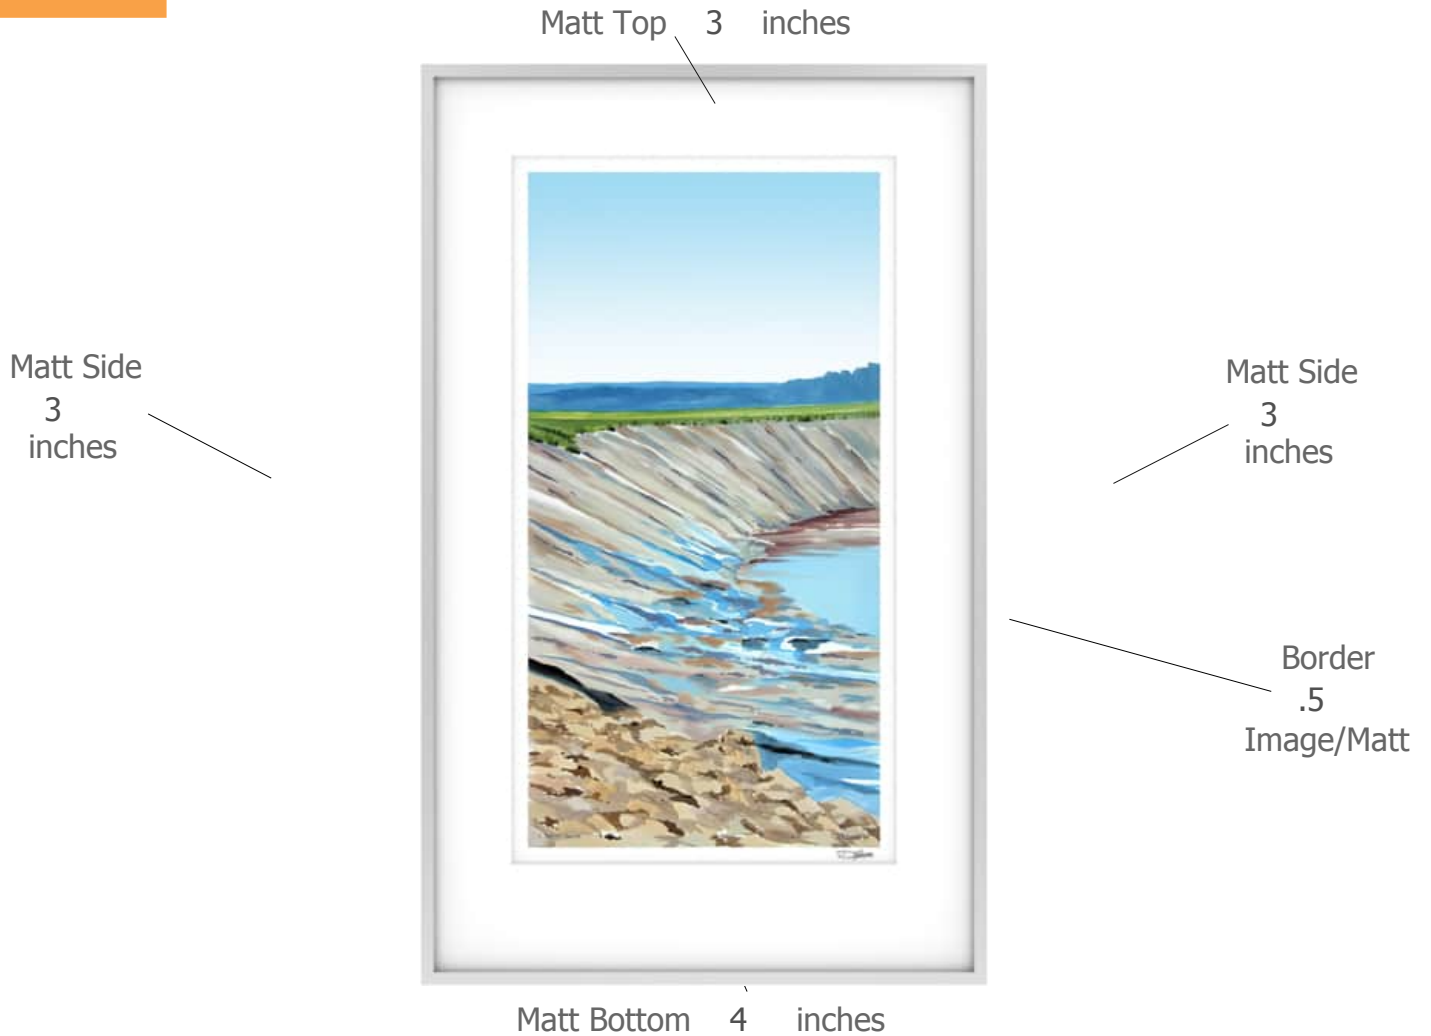 Matt Top 3 inches
Matt Side
3
inches
Matt Side
3
inches
Border
.5
Image/Matt
Matt Bottom 4 inches